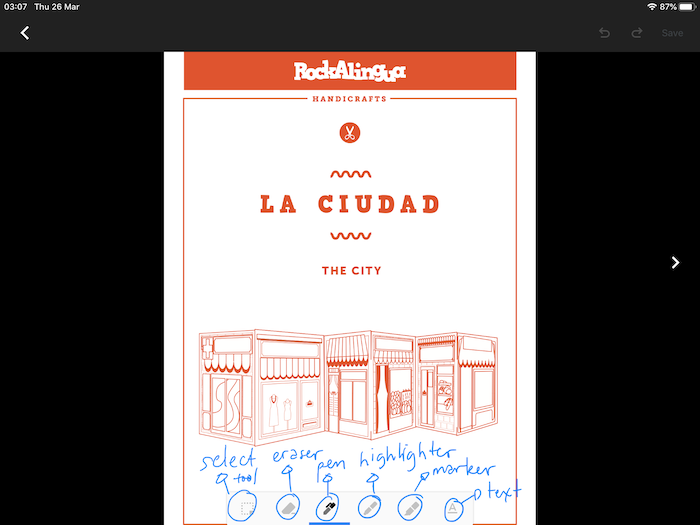 03:07 Thu 26 Mar 87%
Save
RockAlingua
HANDICRAFTS
LA CIUDAD
THE CITY
select eraser pen highlighter
tool marker
text
A